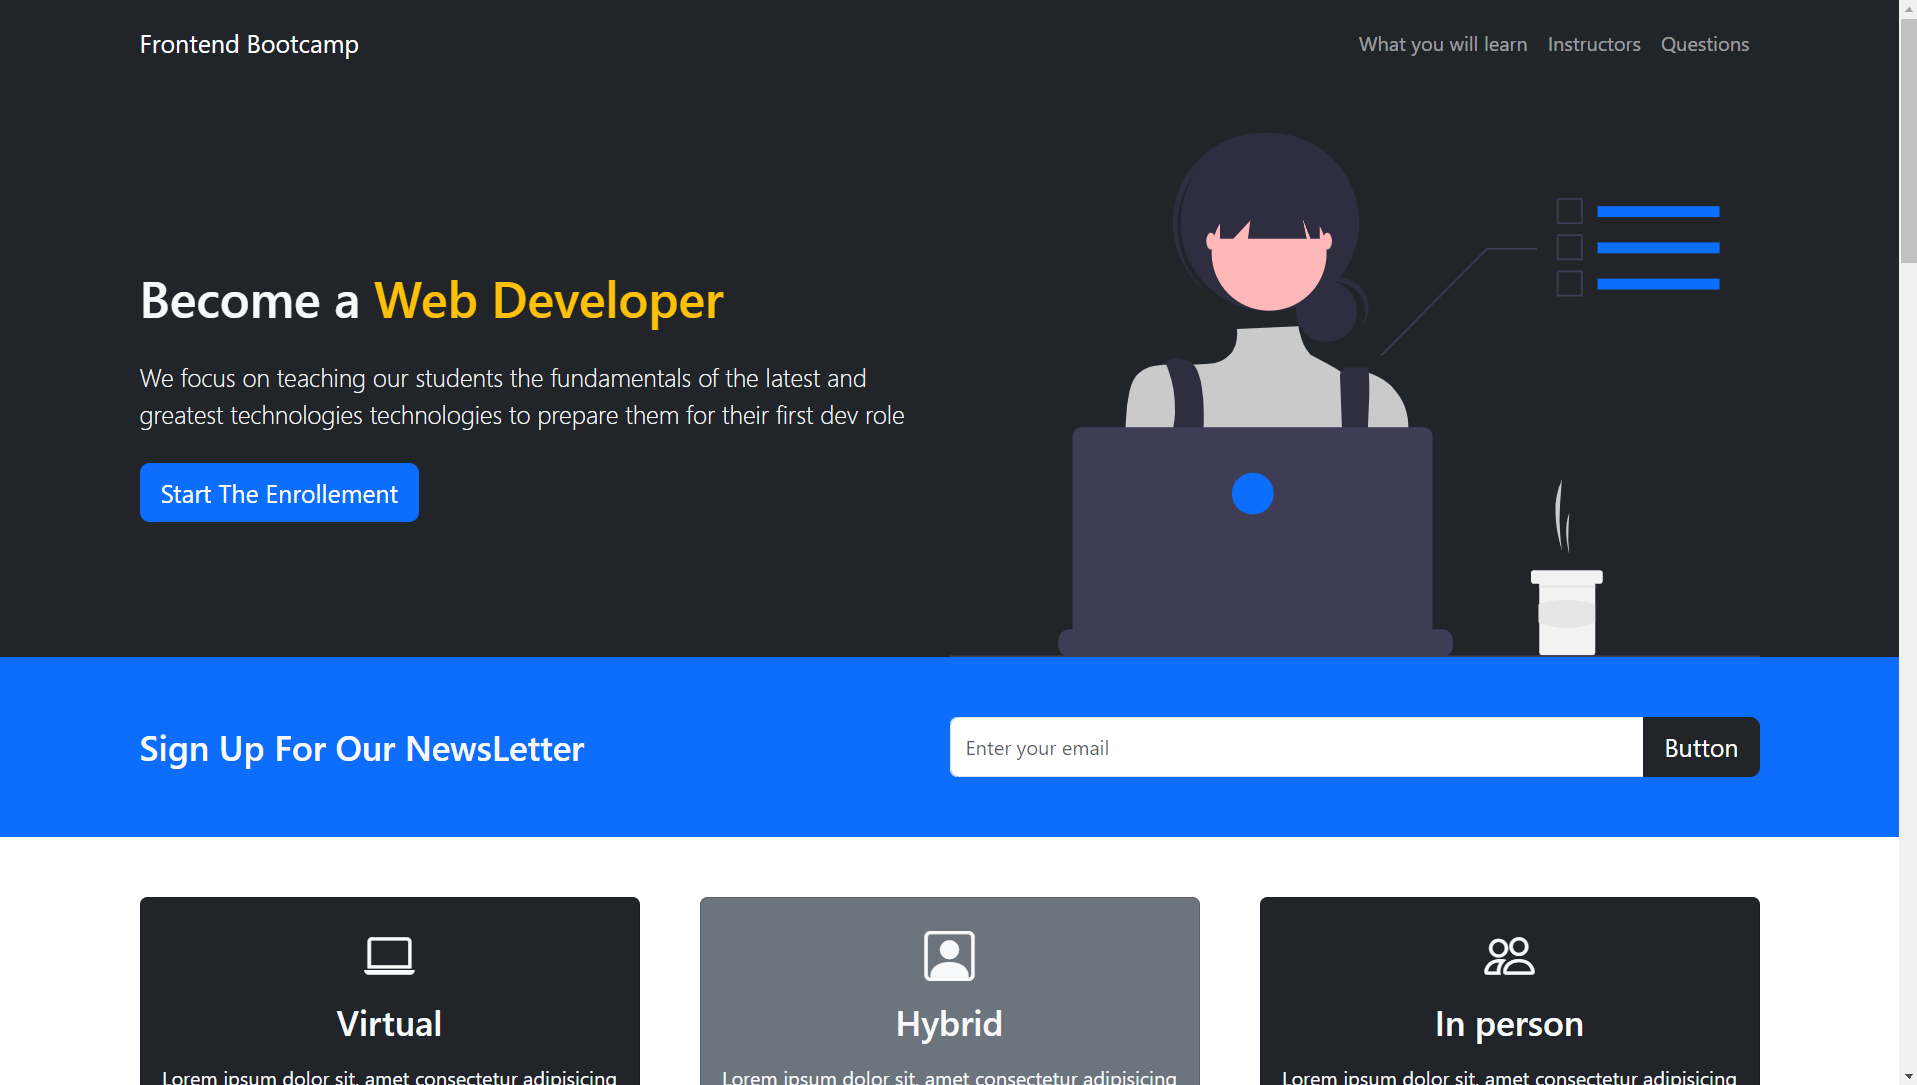 Frontend Bootcamp
What you will learn Instructors Questions
Become a Web Developer
We focus on teaching our students the fundamentals of the latest and
greatest technologies technologies to prepare them for their first dev role
Start The Enrollement
Sign Up For Our NewsLetter
Enter your email
Button
Virtual
Lorem ipsum dolor sit, amet consectetur adipisicing
Hybrid
Lorem ipsum dolor sit, amet consectetur adipisicing
In person
Lorem ipsum dolor sit, amet consectetur adipisicing